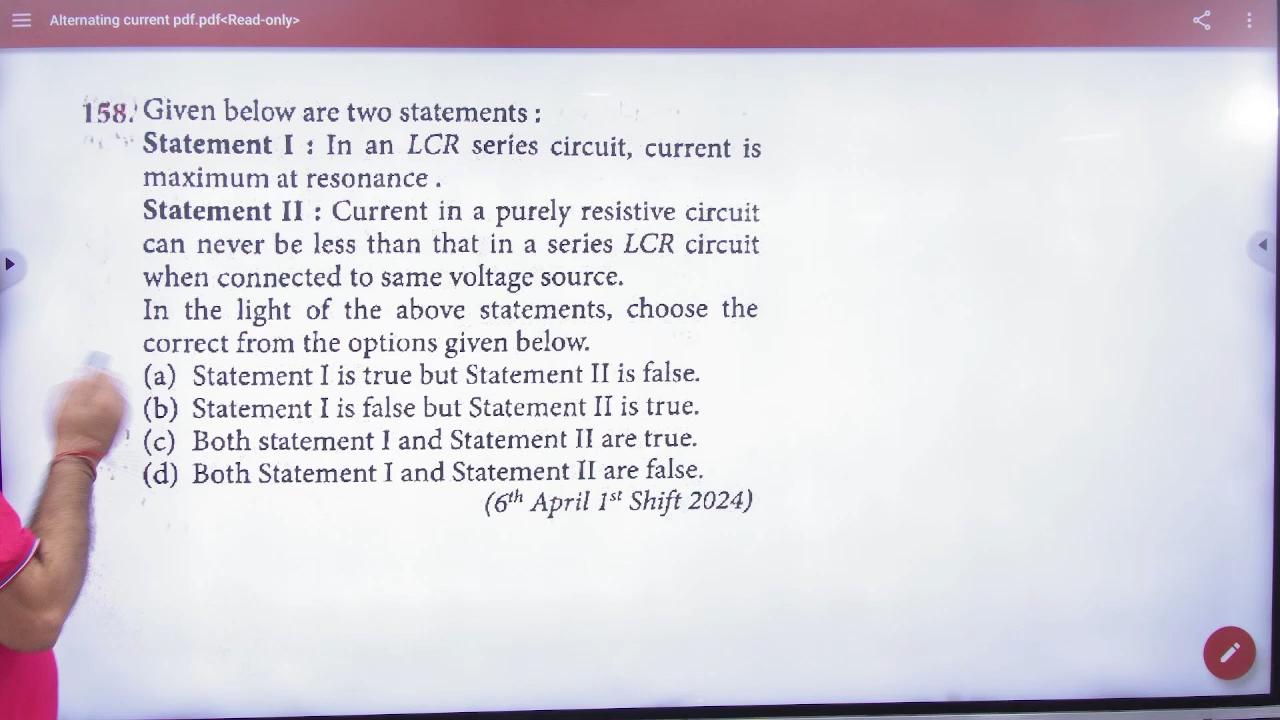 Alternating current pdf.pdf<Read-only>
158. Given below are two statements :
Statement I : In an LCR series circuit, current is
maximum at resonance .
Statement II : Current in a purely resistive circuit
can never be less than that in a series LCR circuit
when connected to same voltage source.
In the light of the above statements, choose the
correct from the options given below.
(a) Statement I is true but Statement II is false.
(b) Statement I is false but Statement II is true.
(c) Both statement I and Statement II are true.
(d) Both Statement I and Statement II are false.
(6th April 1st Shift 2024)